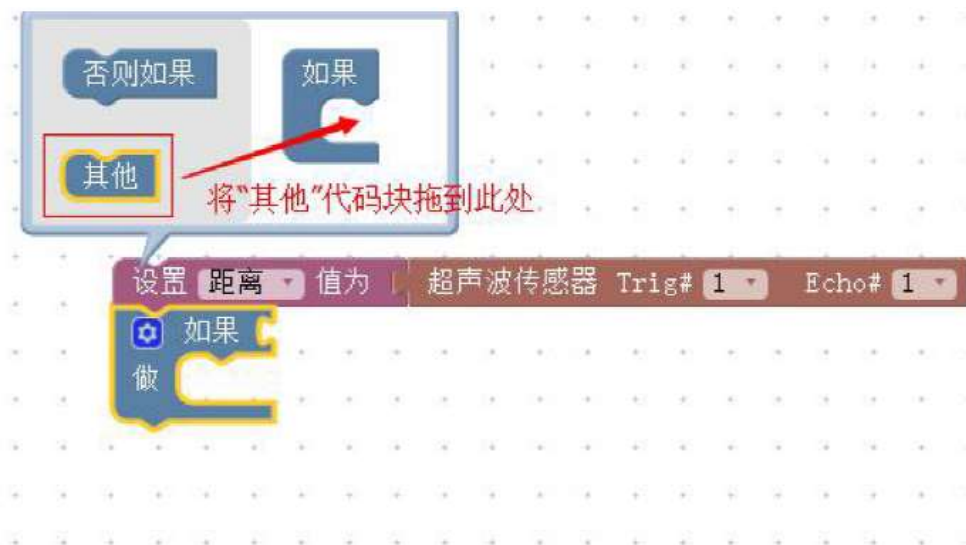 否则如果
如果
其他
将“其他”代码块拖到此处
设置 距离 值为 超声波传感器 Trig# 1 Echo# 1
如果
做